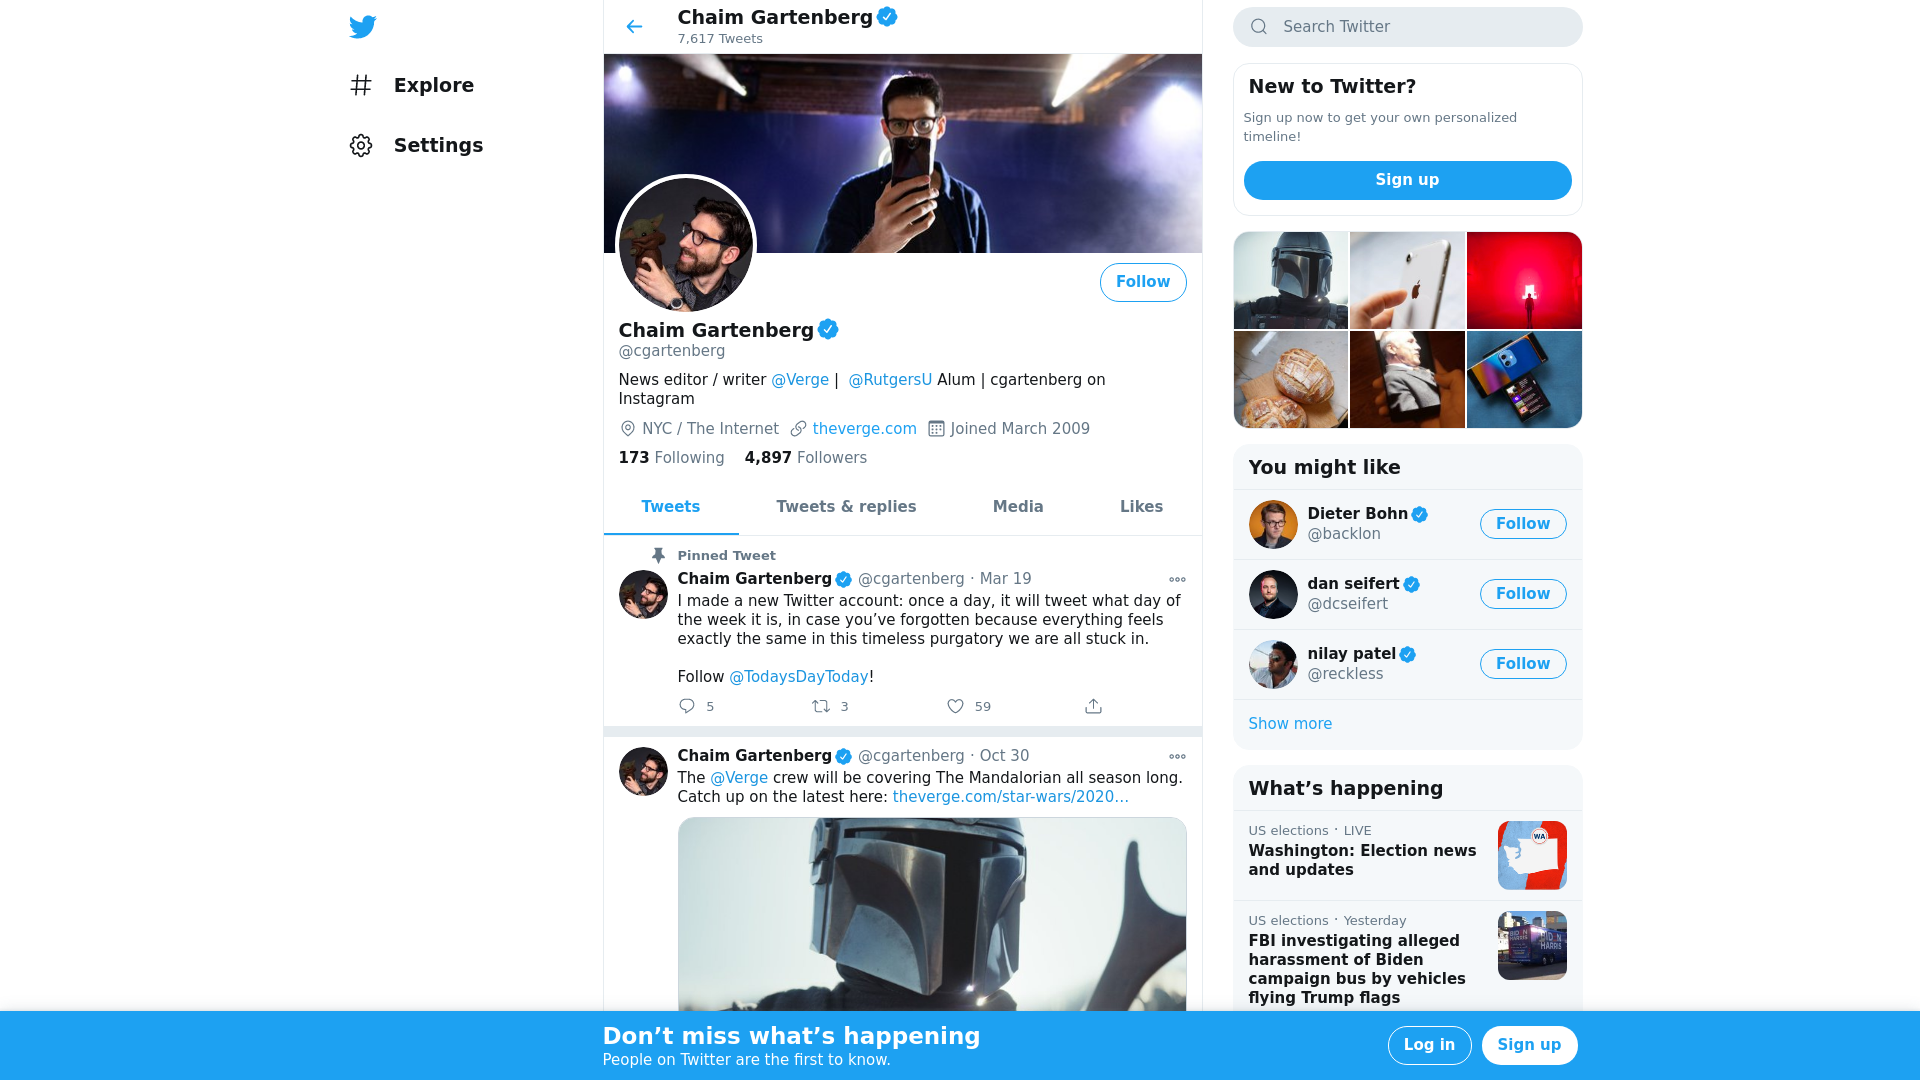 Explore
Settings
Chaim Gartenberg
7,617 Tweets
Follow
Chaim Gartenberg
@cgartenberg
News editor / writer @Verge | @RutgersU Alum | cgartenberg on
Instagram
NYC / The Internet theverge.com Joined March 2009
173 Following 4,897 Followers
Tweets Tweets & replies Media Likes
Pinned Tweet
Chaim Gartenberg @cgartenberg · Mar 19
I made a new Twitter account: once a day, it will tweet what day of
the week it is, in case you’ve forgotten because everything feels
exactly the same in this timeless purgatory we are all stuck in.
Follow @TodaysDayToday!
5 3 59
Chaim Gartenberg @cgartenberg · Oct 30
The @Verge crew will be covering The Mandalorian all season long.
Catch up on the latest here: theverge.com/star-wars/2020…
Search Twitter
New to Twitter?
Sign up now to get your own personalized
timeline!
Sign up
You might like
Dieter Bohn
@backlon
Follow
dan seifert
@dcseifert
Follow
nilay patel
@reckless
Follow
Show more
What’s happening
US elections · LIVE
Washington: Election news
and updates
WA
US elections · Yesterday
FBI investigating alleged
harassment of Biden
campaign bus by vehicles
flying Trump flags
Don’t miss what’s happening
People on Twitter are the first to know.
Log in
Sign up